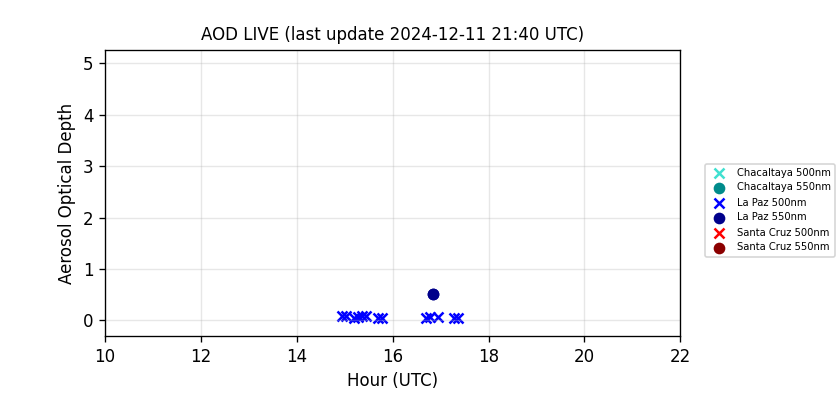 AOD LIVE (last update 2024-12-11 21:40 UTC)
Aerosol Optical Depth
5
4
3
2
1
0
10 12 14 16 18 20 22
Hour (UTC)
Chacaltaya 500nm
Chacaltaya 550nm
La Paz 500nm
La Paz 550nm
Santa Cruz 500nm
Santa Cruz 550nm